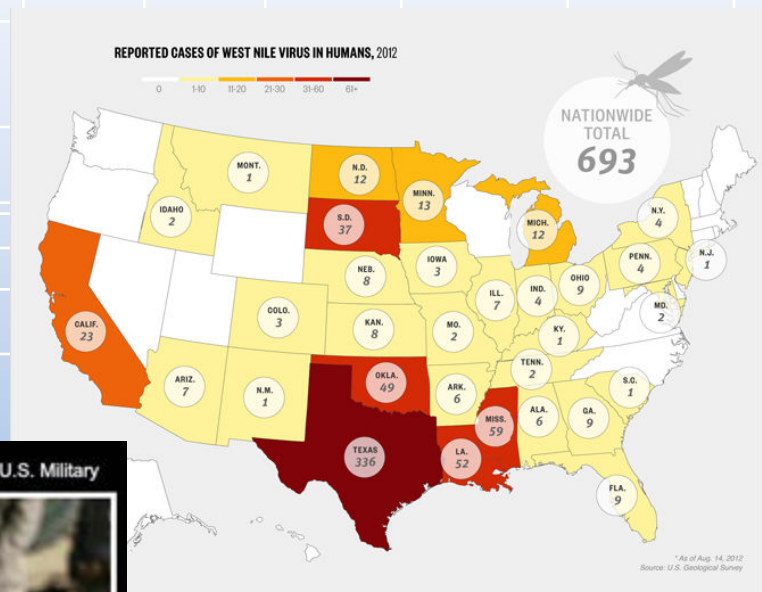 REPORTED CASES OF WEST NILE VIRUS IN HUMANS, 2012
0 1-10 11-20 21-30 31-60 61+
NATIONWIDE
TOTAL
693
MONT.
1
N.D.
12
MINN.
13
IDAHO
2
S.D.
37
MICH.
12
N.Y.
4
N.J.
1
PENN.
4
IOWA
3
NEB.
8
OHIO
9
ILL.
7
IND.
4
MD.
2
CALIF.
23
COLO.
3
KAN.
8
MO.
2
KY.
1
TENN.
2
ARIZ.
7
N.M.
1
OKLA.
49
ARK.
6
S.C.
1
MISS.
59
ALA.
6
GA.
9
TEXAS
336
LA.
52
FLA.
9
U.S. Military
* As of Aug. 14, 2012
Source: U.S. Geological Survey